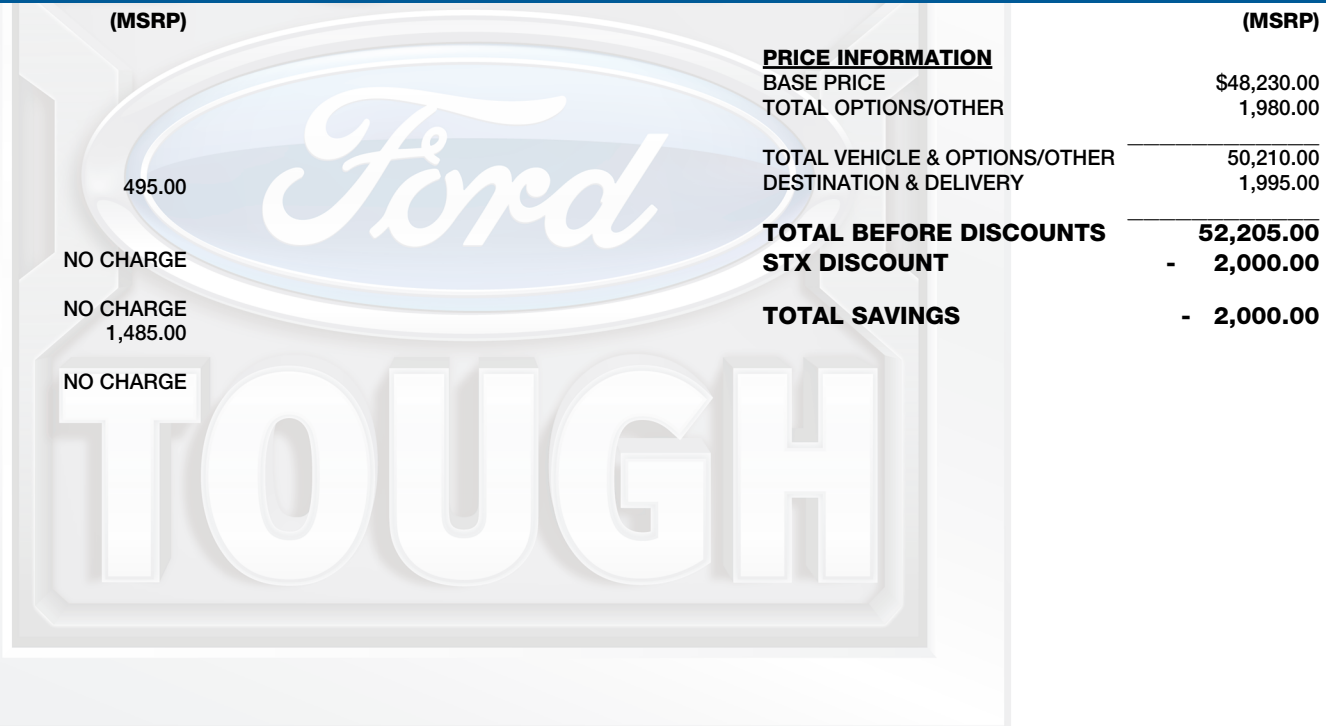 (MSRP)
495.00
NO CHARGE
NO CHARGE
1,485.00
NO CHARGE
(MSRP)
PRICE INFORMATION
BASE PRICE $48,230.00
TOTAL OPTIONS/OTHER 1,980.00
TOTAL VEHICLE & OPTIONS/OTHER 50,210.00
DESTINATION & DELIVERY 1,995.00
TOTAL BEFORE DISCOUNTS 52,205.00
STX DISCOUNT - 2,000.00
TOTAL SAVINGS - 2,000.00
Ford
TOUGH